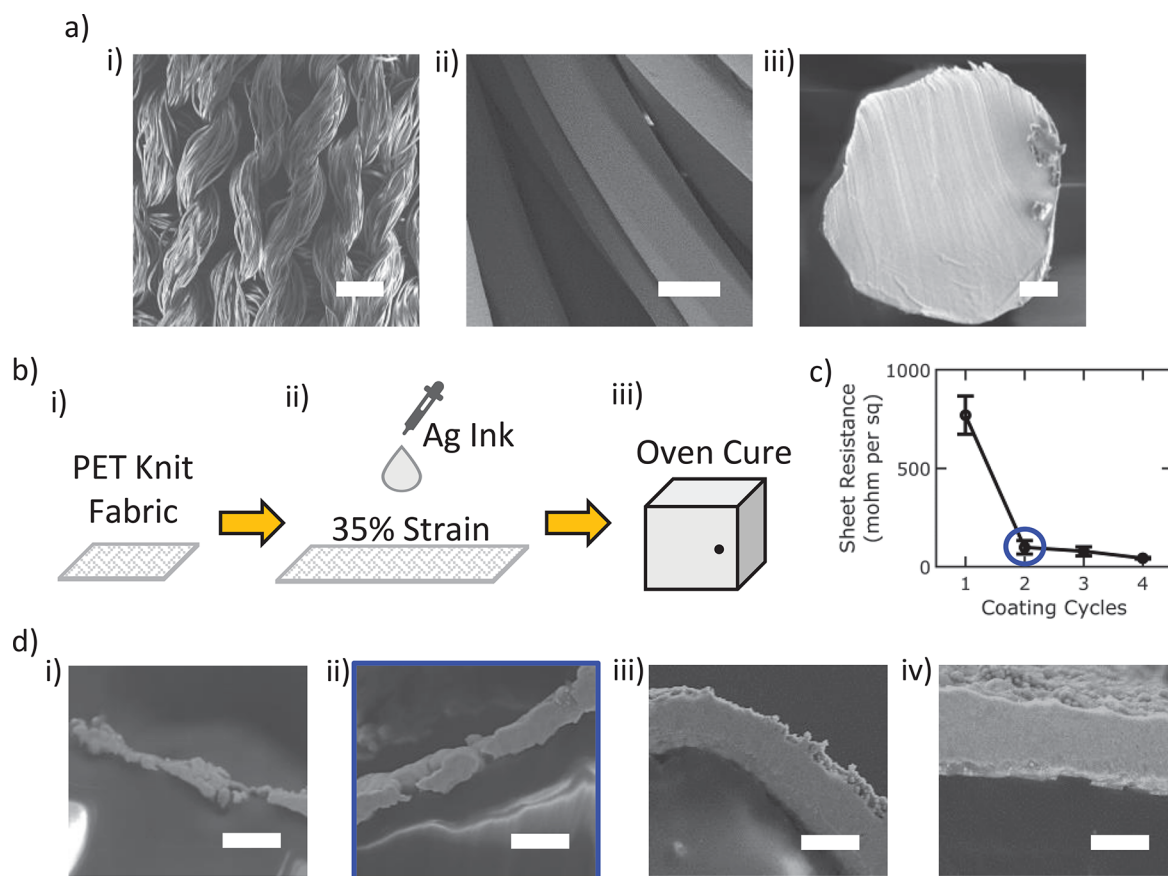 a)
i)
ii)
iii)
b)
i)
ii)
iii)
PET Knit
Fabric
Ag Ink
35% Strain
Oven Cure
c)
Sheet Resistance
(mohm per sq)
1000
500
0
1 2 3 4
Coating Cycles
d)
i)
ii)
iii)
iv)